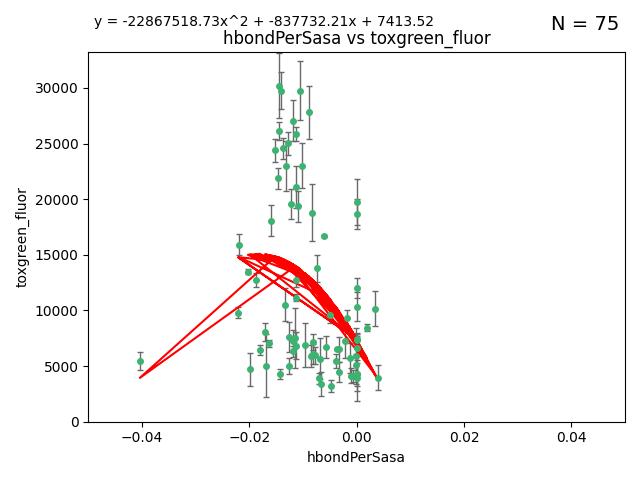 y = -22867518.73x^2 + -837732.21x + 7413.52
N = 75
hbondPerSasa vs toxgreen_fluor
30000
25000
20000
15000
10000
5000
0
toxgreen_fluor
−0.04
−0.02
0.00
0.02
0.04
hbondPerSasa